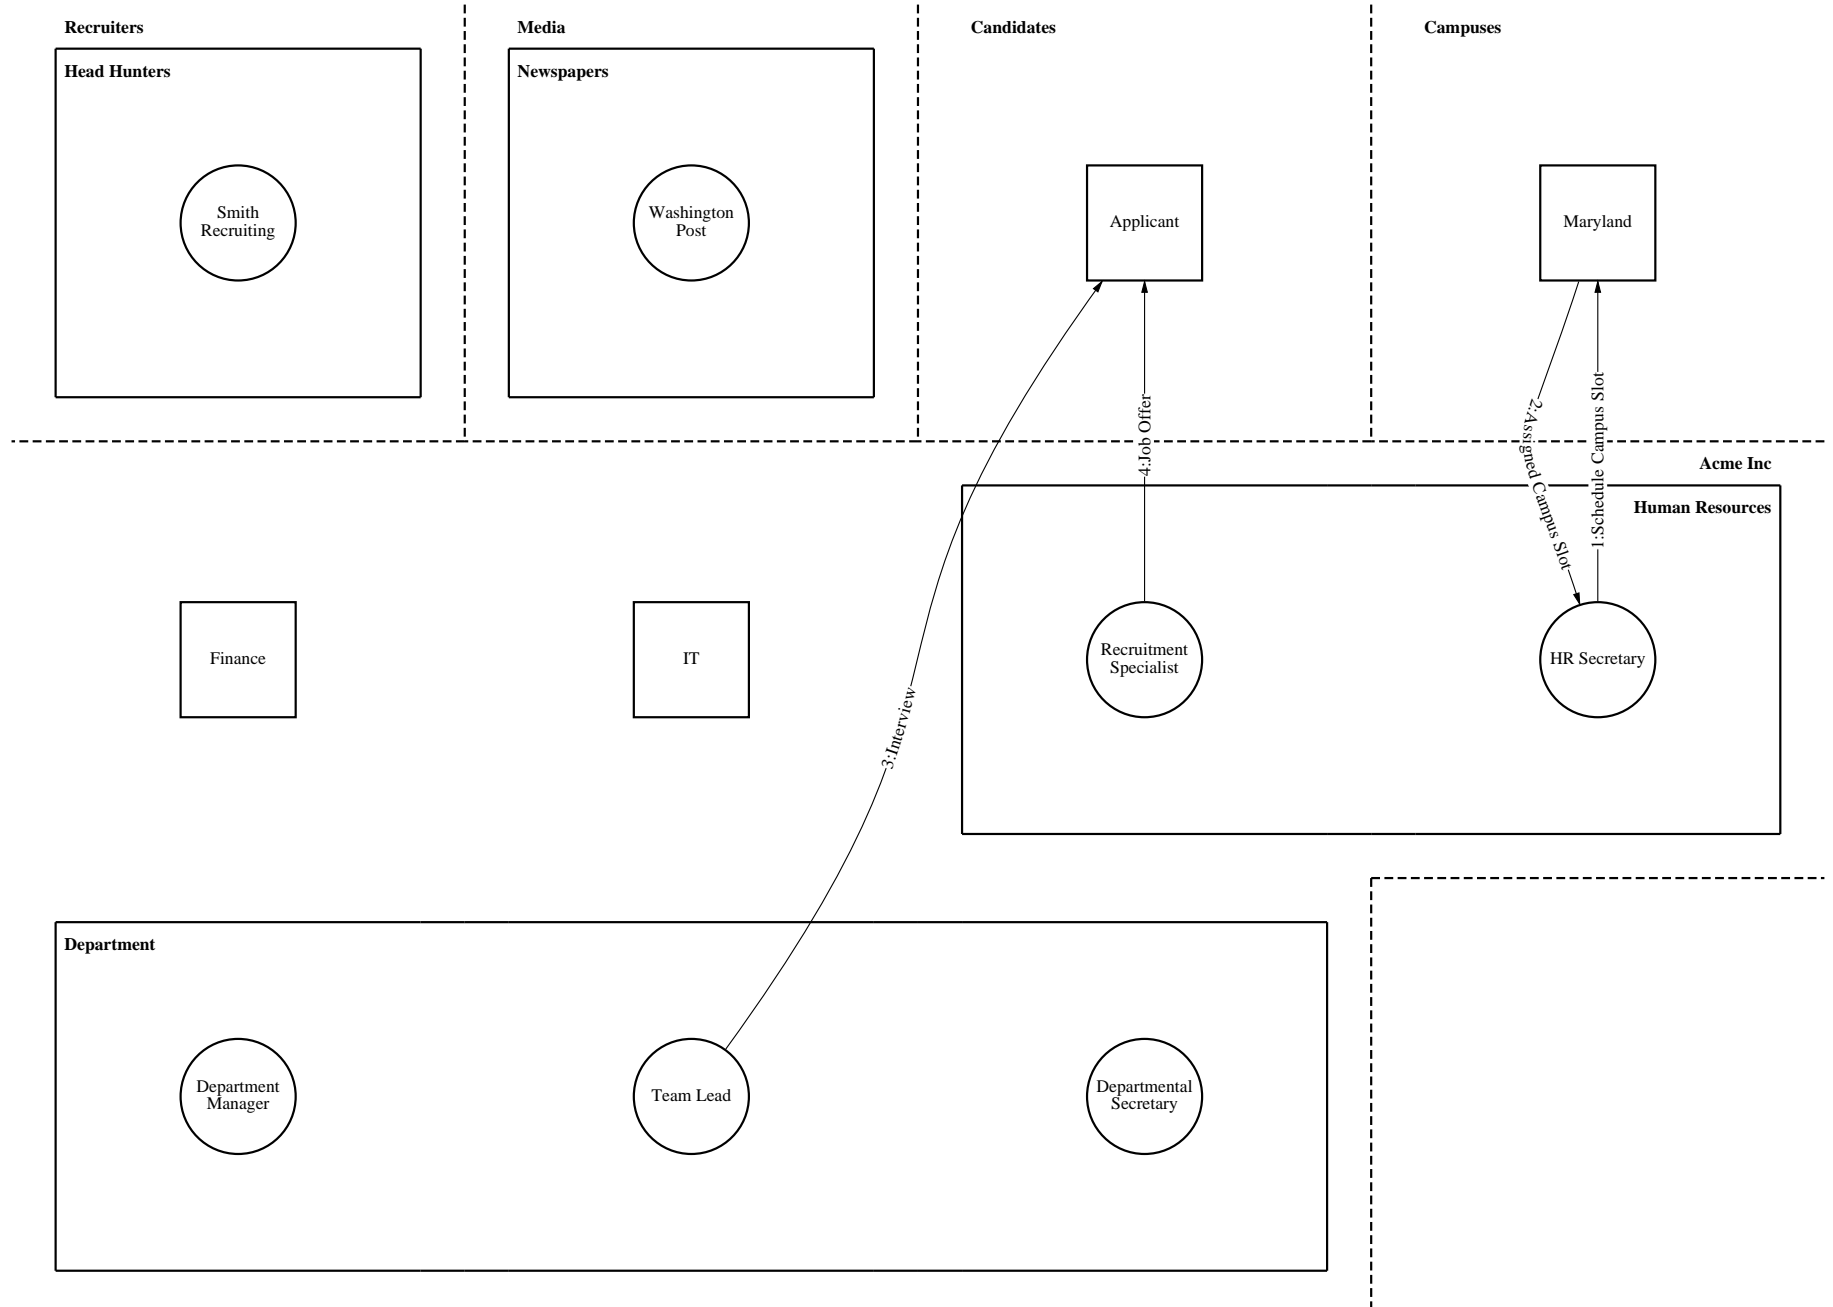 Recruiters
Media
Candidates
Campuses
Head Hunters
Newspapers
Smith
Recruiting
Washington
Post
Applicant
Maryland
4:Job Offer
2:Assigned Campus Slot
1:Schedule Campus Slot
Acme Inc
Human Resources
Finance
IT
Recruitment
Specialist
HR Secretary
3:Interview
Department
Department
Manager
Team Lead
Departmental
Secretary